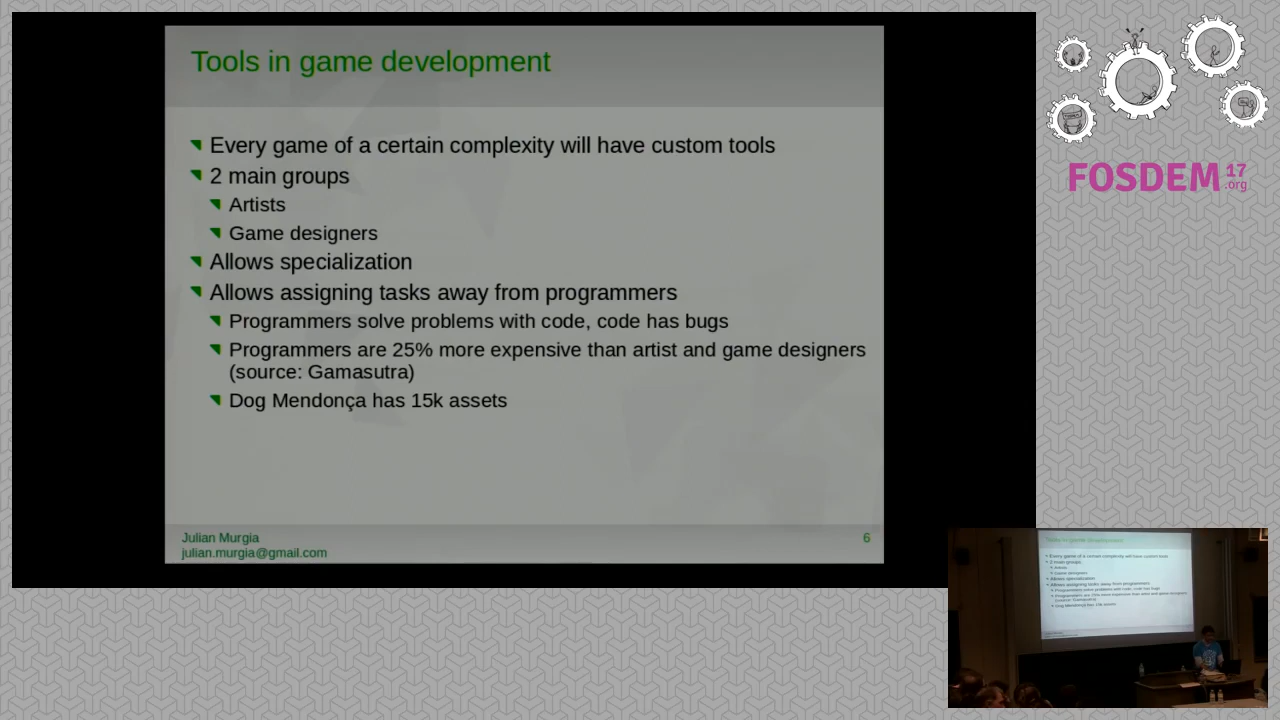 Tools in game development
Every game of a certain complexity will have custom tools
2 main groups
Artists
Game designers
Allows specialization
Allows assigning tasks away from programmers
Programmers solve problems with code, code has bugs
Programmers are 25% more expensive than artist and game designers
(source: Gamasutra)
Dog Mendonça has 15k assets
Julian Murgia
julian.murgia@gmail.com
6
FOSDEM 17
.org